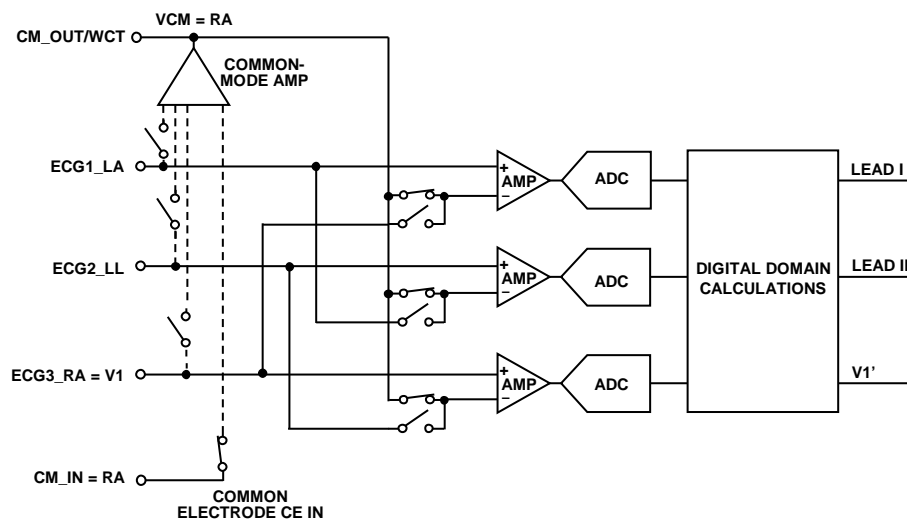 VCM = RA
CM_OUT/WCT
COMMON-
MODE AMP
ECG1_LA
+
AMP
–
ADC
LEAD I
ECG2_LL
+
AMP
–
ADC
DIGITAL DOMAIN
CALCULATIONS
LEAD II
ECG3_RA = V1
+
AMP
–
ADC
V1'
CM_IN = RA
COMMON
ELECTRODE CE IN